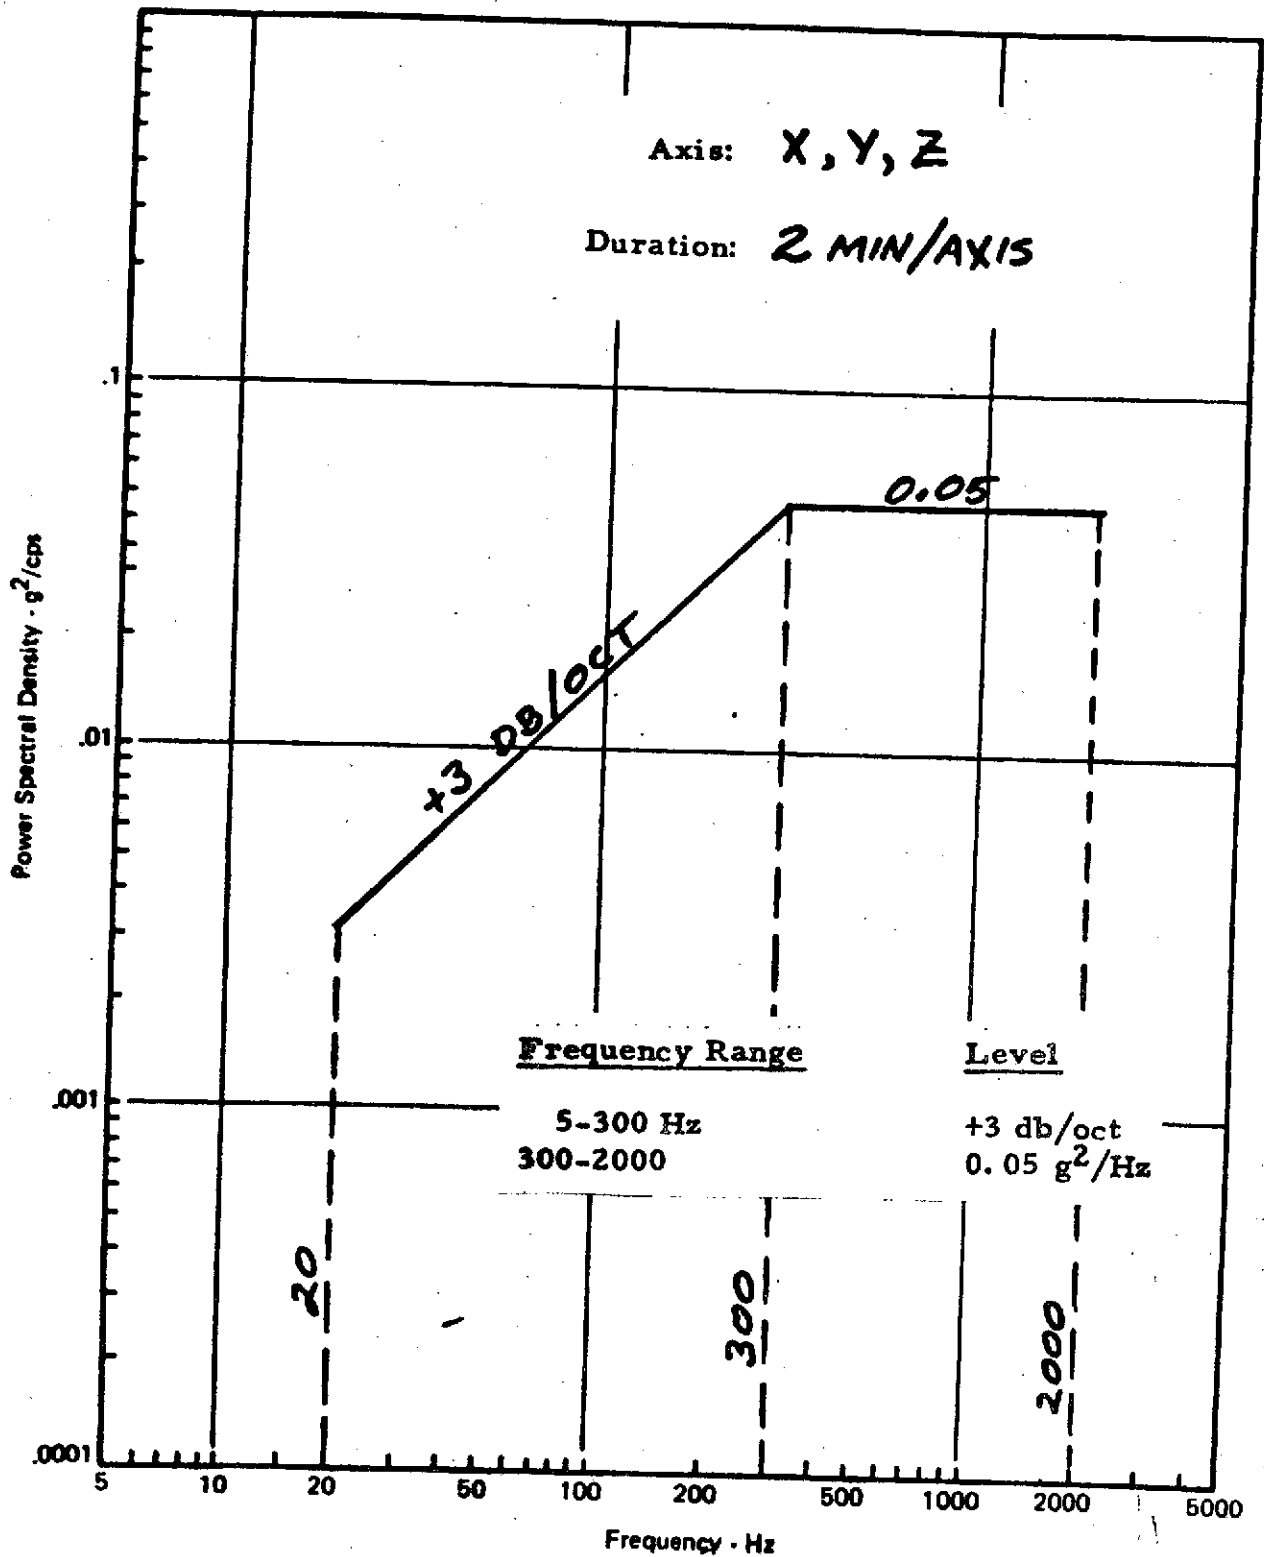 Axis: X, Y, Z
Duration: 2 MIN/AXIS
.1
0.05
Power Spectral Density - g²/cps
+3 DB/OCT
.01
Frequency Range Level
5-300 Hz +3 db/oct
300-2000 0.05 g²/Hz
.001
20
300
2000
.0001
5 10 20 50 100 200 500 1000 2000 5000
Frequency - Hz